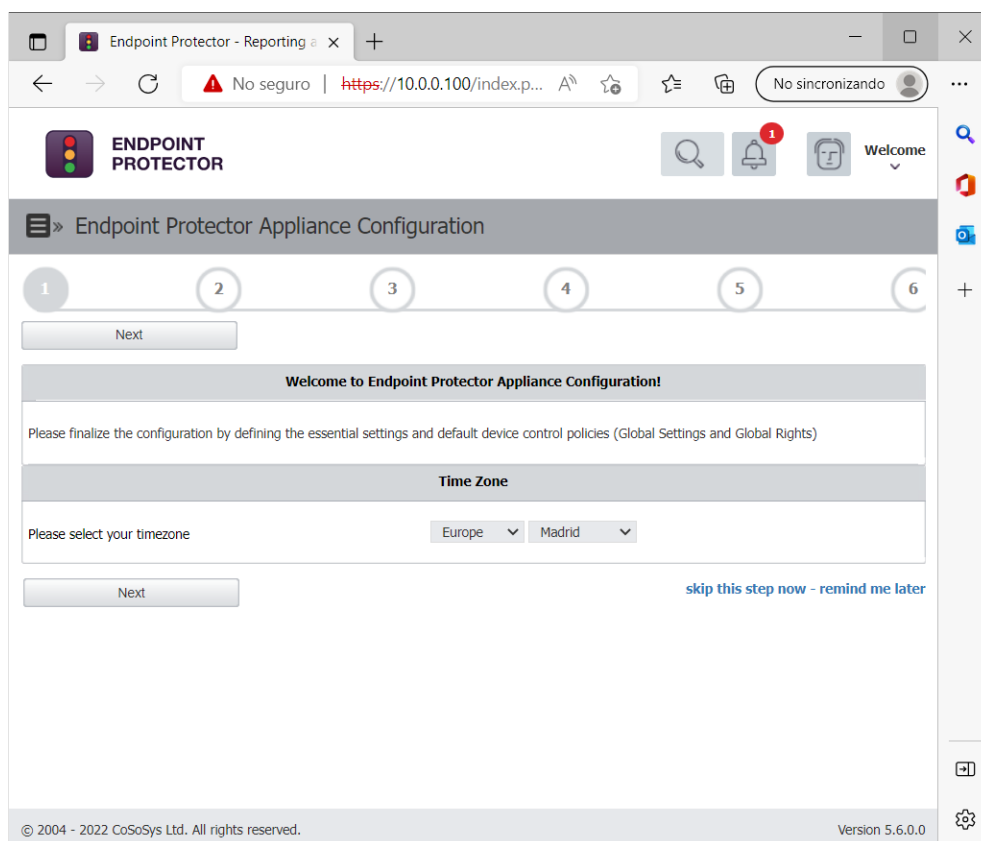 Endpoint Protector - Reporting a
No seguro | https://10.0.0.100/index.p... No sincronizando
ENDPOINT
PROTECTOR
1
Welcome
Endpoint Protector Appliance Configuration
1 2 3 4 5 6
Next
Welcome to Endpoint Protector Appliance Configuration!
Please finalize the configuration by defining the essential settings and default device control policies (Global Settings and Global Rights)
Time Zone
Please select your timezone Europe Madrid
Next skip this step now - remind me later
© 2004 - 2022 CoSoSys Ltd. All rights reserved. Version 5.6.0.0